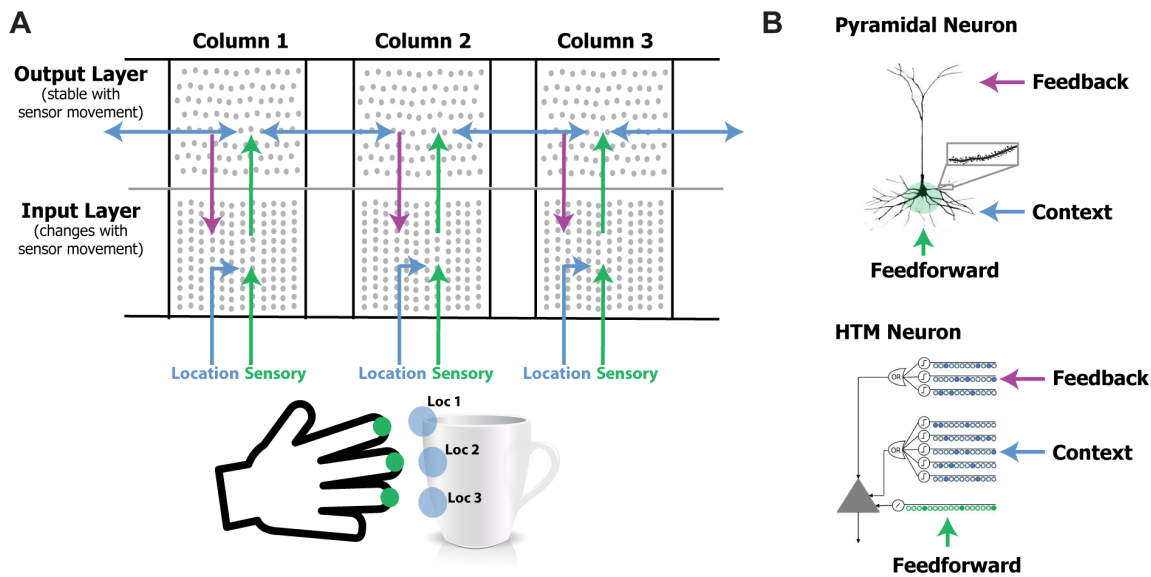 A
Column 1
Column 2
Column 3
Output Layer
(stable with
sensor movement)
Input Layer
(changes with
sensor movement)
Location Sensory
Location Sensory
Location Sensory
Loc 1
Loc 2
Loc 3
B
Pyramidal Neuron
Feedback
Context
Feedforward
HTM Neuron
OR
Feedback
OR
Context
Feedforward